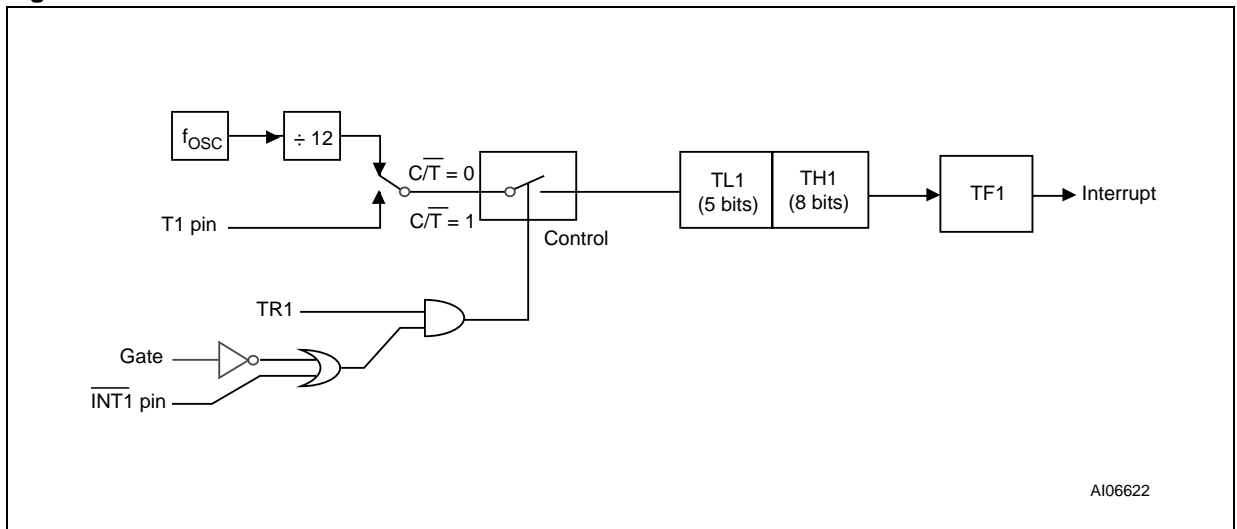 fOSC
÷ 12
C/T̅ = 0
C/T̅ = 1
T1 pin
Control
TL1
(5 bits)
TH1
(8 bits)
TF1
Interrupt
TR1
Gate
I̅N̅T̅1̅ pin
AI06622